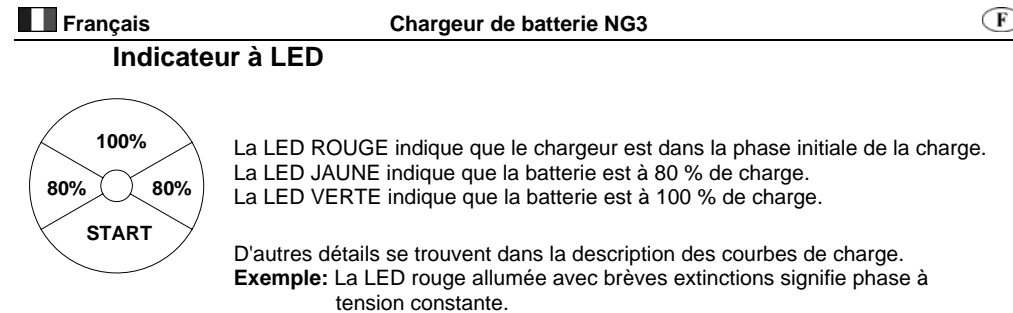 Français Chargeur de batterie NG3 F
Indicateur à LED
100%
80% 80%
START
La LED ROUGE indique que le chargeur est dans la phase initiale de la charge.
La LED JAUNE indique que la batterie est à 80 % de charge.
La LED VERTE indique que la batterie est à 100 % de charge.
D'autres détails se trouvent dans la description des courbes de charge.
Exemple: La LED rouge allumée avec brèves extinctions signifie phase à
tension constante.